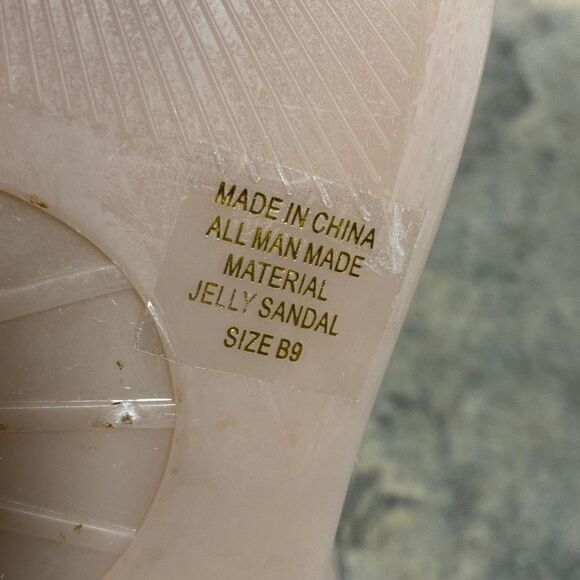 MADE IN CHINA
ALL MAN MADE
MATERIAL
JELLY SANDAL
SIZE B9